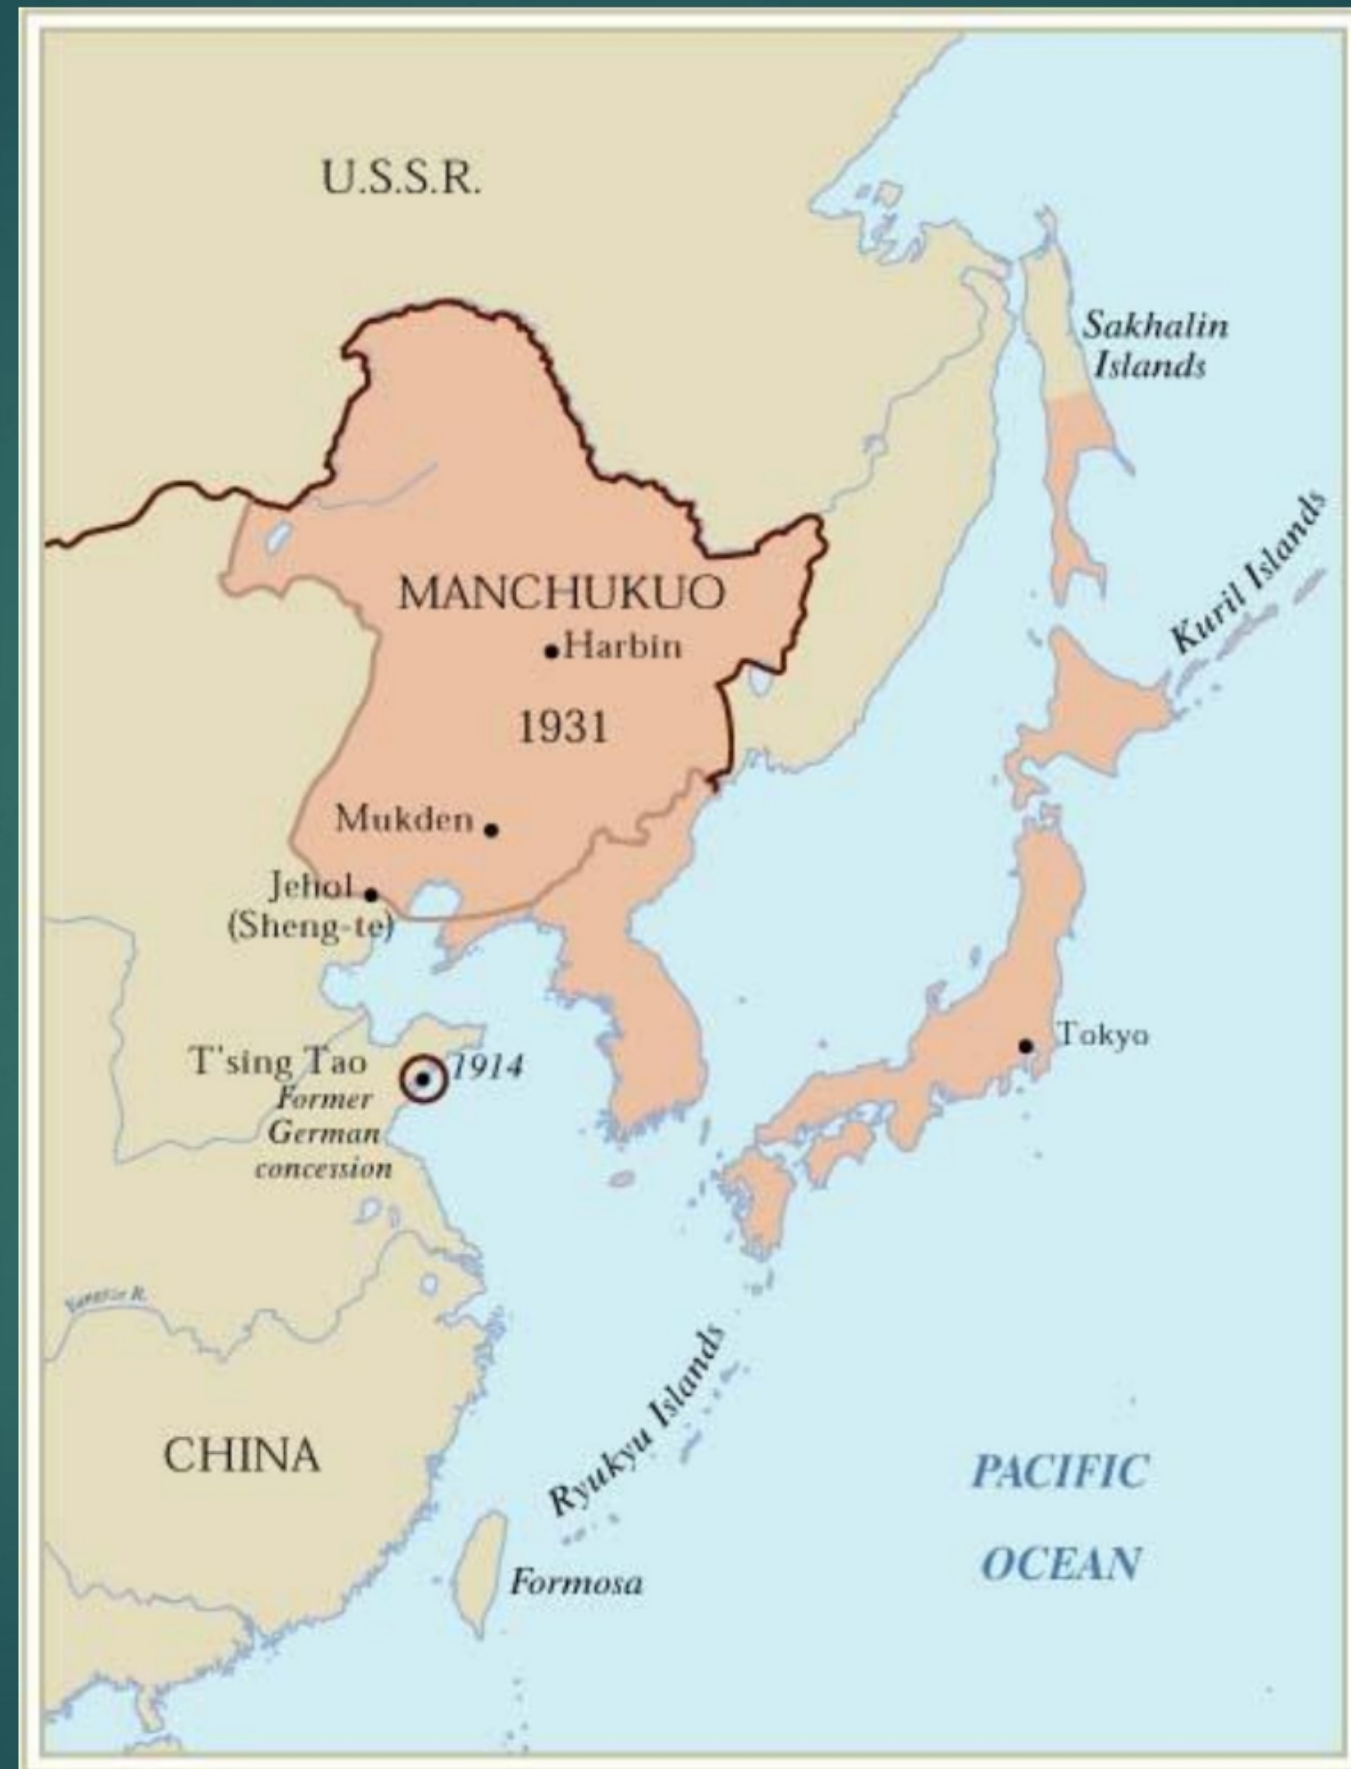 U.S.S.R.
Sakhalin
Islands
Kuril Islands
MANCHUKUO
Harbin
1931
Mukden
Jehol
(Sheng-te)
Tokyo
T'sing Tao
1914
Former
German
concession
Yangtze R.
Ryukyu Islands
CHINA
PACIFIC
OCEAN
Formosa